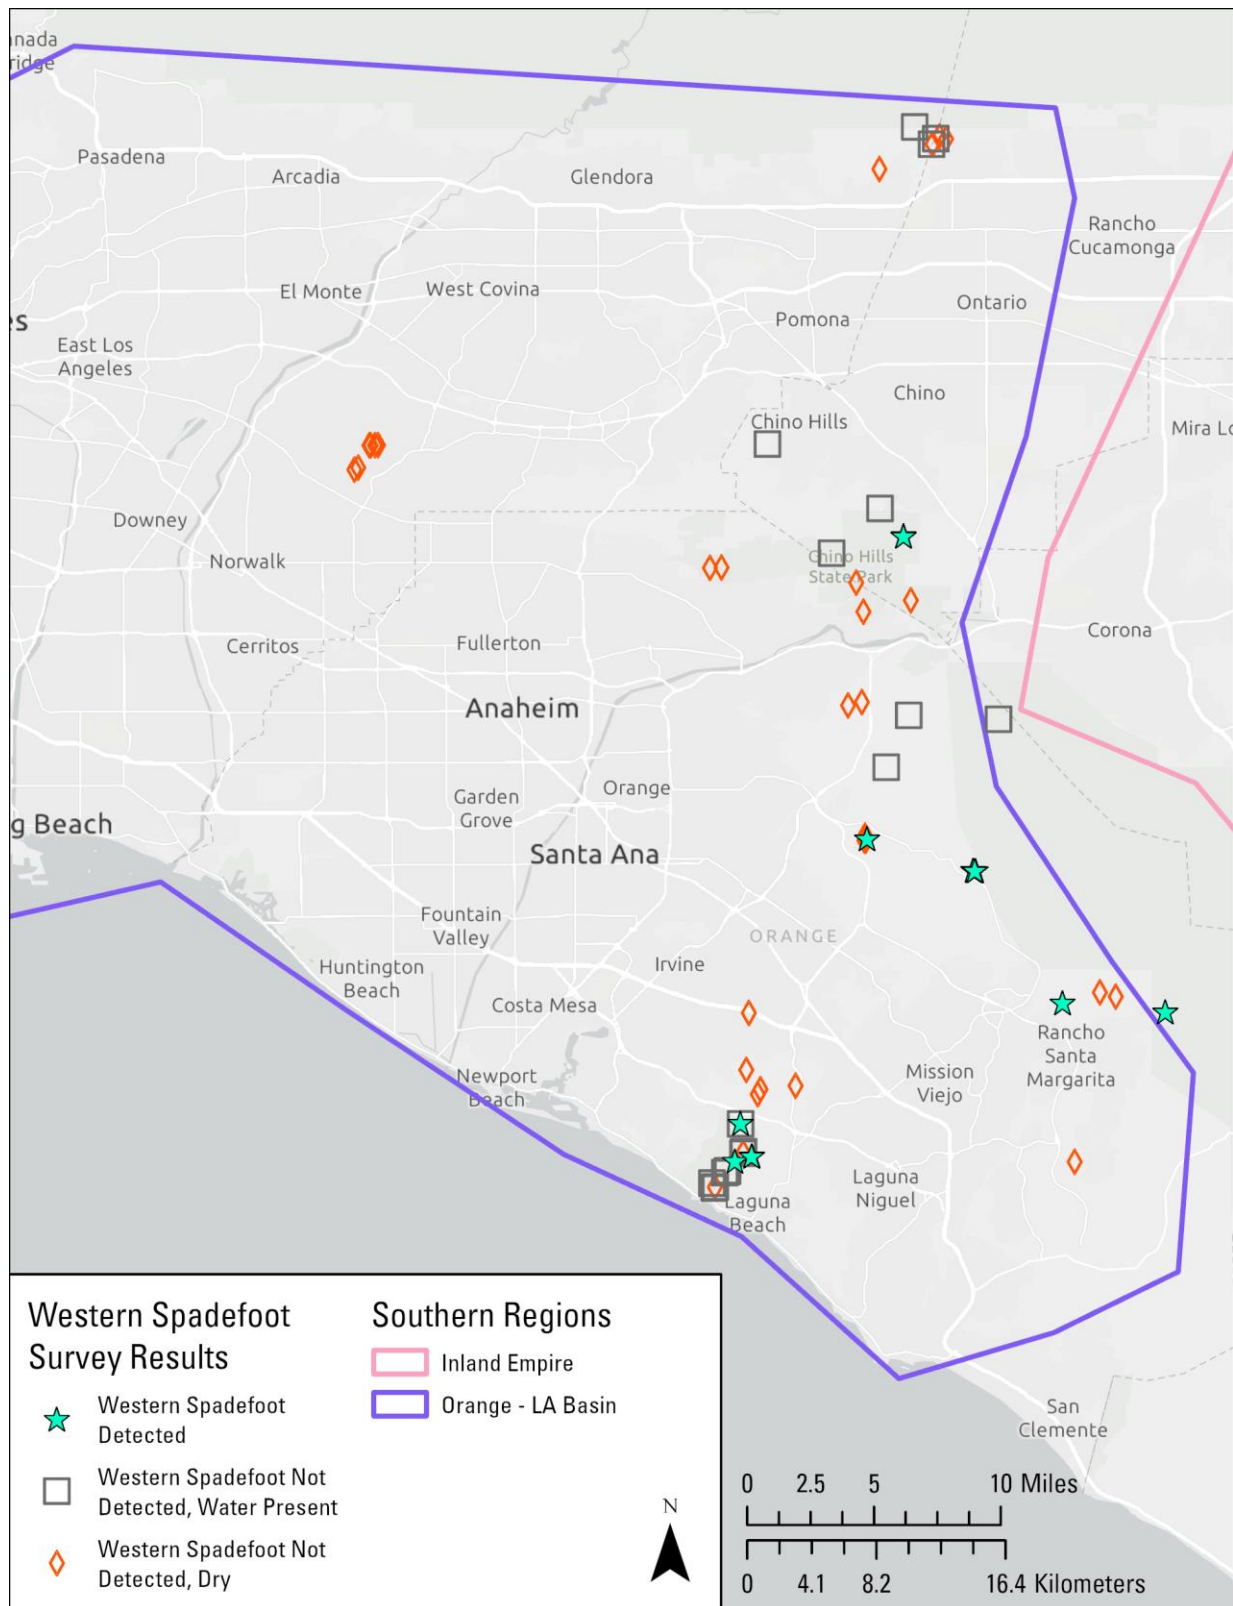 anada
ridge
Pasadena
Arcadia
Glendora
Rancho
Cucamonga
El Monte
West Covina
Ontario
Pomona
es
East Los
Angeles
Chino
Chino Hills
Mira Lo
Downey
Norwalk
Chino Hills
State Park
Cerritos
Fullerton
Corona
Anaheim
Orange
Garden
Grove
g Beach
Santa Ana
Fountain
Valley
ORANGE
Irvine
Huntington
Beach
Costa Mesa
Rancho
Santa
Margarita
Mission
Viejo
Newport
Beach
Laguna
Niguel
Laguna
Beach
San
Clemente
Western Spadefoot
Survey Results
Western Spadefoot
Detected
Western Spadefoot Not
Detected, Water Present
Western Spadefoot Not
Detected, Dry
Southern Regions
Inland Empire
Orange - LA Basin
N
0 2.5 5 10 Miles
0 4.1 8.2 16.4 Kilometers